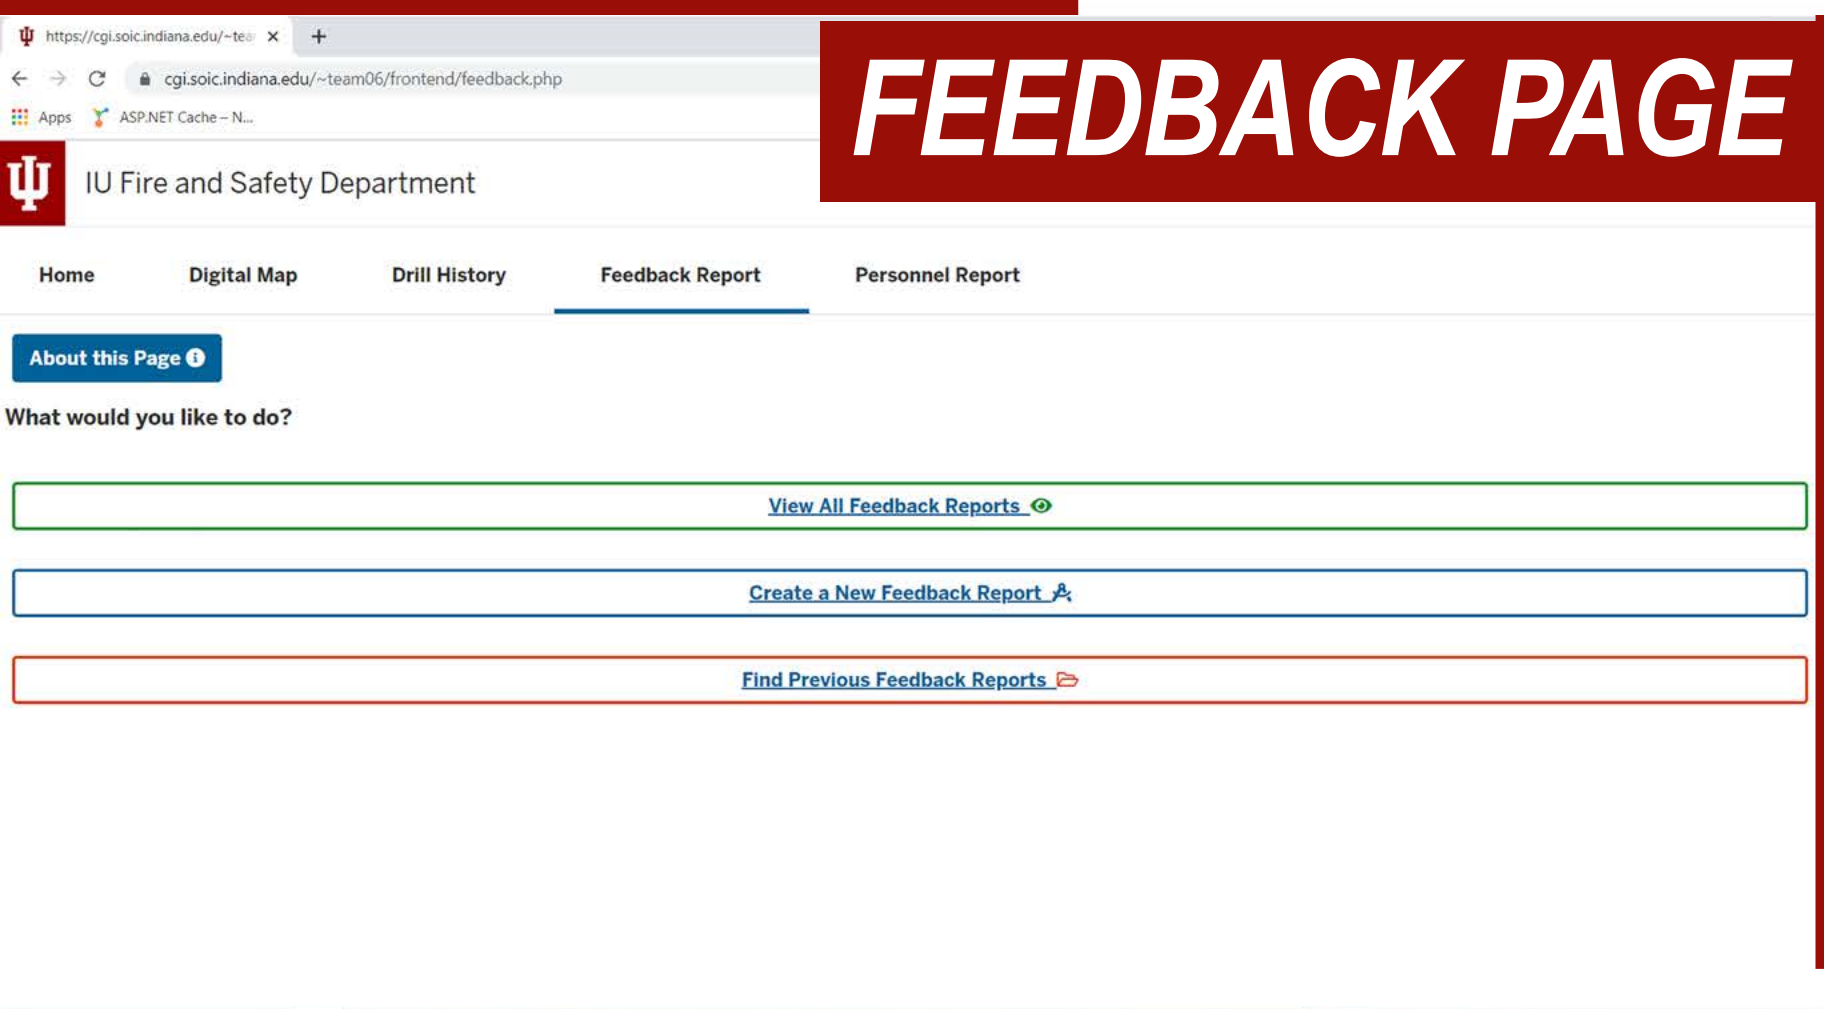 https://cgi.soic.indiana.edu/~tea
cgi.soic.indiana.edu/~team06/frontend/feedback.php
FEEDBACK PAGE
Apps ASP.NET Cache – N...
IU Fire and Safety Department
Home Digital Map Drill History Feedback Report Personnel Report
About this Page
What would you like to do?
View All Feedback Reports
Create a New Feedback Report
Find Previous Feedback Reports